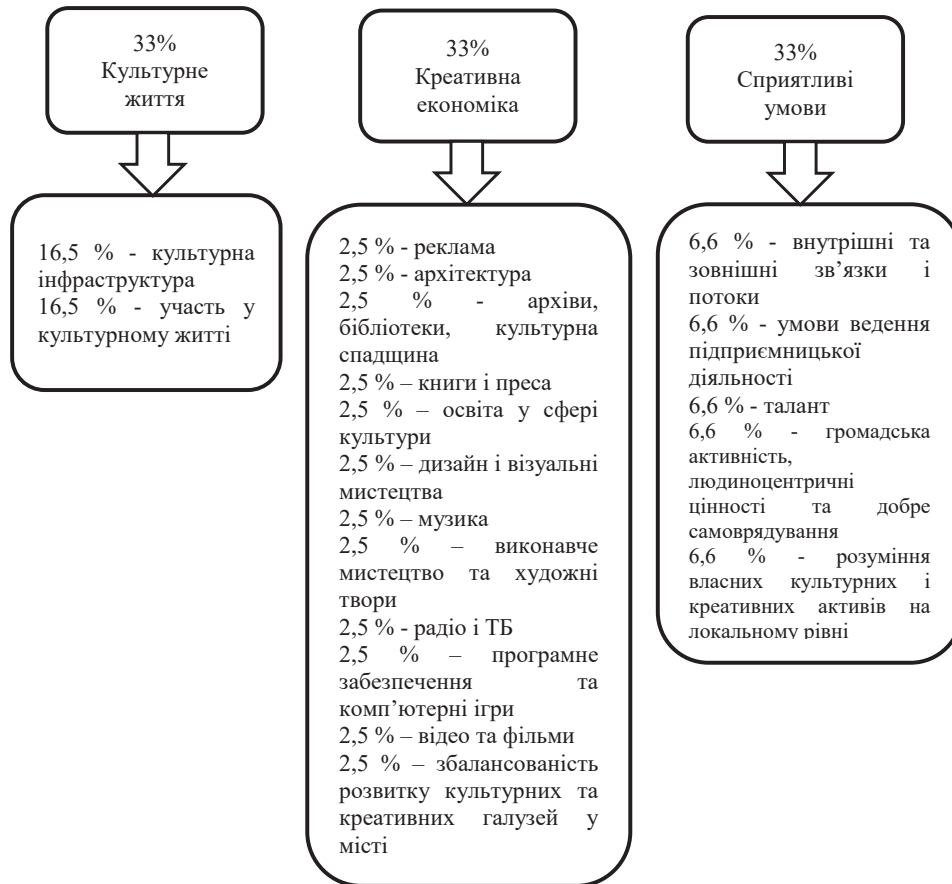 33%
Культурне
життя
33%
Креативна
економіка
33%
Сприятливі
умови
16,5 % - культурна
інфраструктура
16,5 % - участь у
культурному житті
2,5 % - реклама
2,5 % - архітектура
2,5 % - архіви,
бібліотеки, культурна
спадщина
2,5 % – книги і преса
2,5 % – освіта у сфері
культури
2,5 % – дизайн і візуальні
мистецтва
2,5 % – музика
2,5 % – виконавче
мистецтво та художні
твори
2,5 % - радіо і ТБ
2,5 % – програмне
забезпечення та
комп’ютерні ігри
2,5 % – відео та фільми
2,5 % – збалансованість
розвитку культурних та
креативних галузей у
місті
6,6 % - внутрішні та
зовнішні зв’язки і
потоки
6,6 % - умови ведення
підприємницької
діяльності
6,6 % - талант
6,6 % - громадська
активність,
людиноцентричні
цінності та добре
самоврядування
6,6 % - розуміння
власних культурних і
креативних активів на
локальному рівні